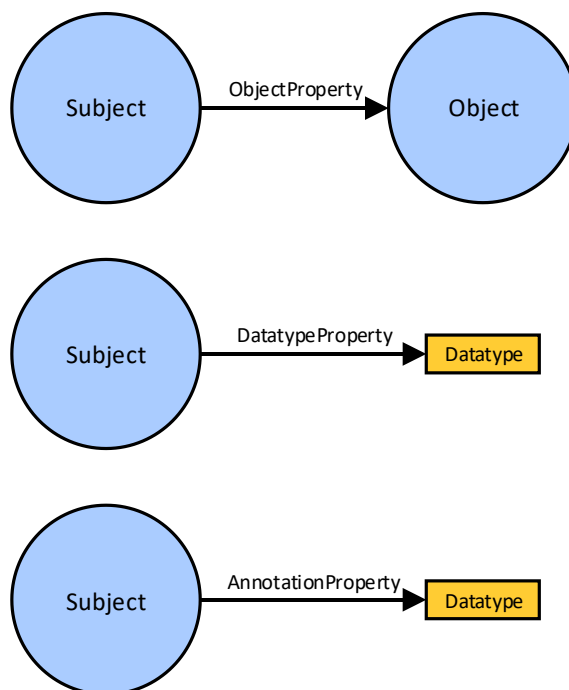 ObjectProperty
Subject
Object
DatatypeProperty
Subject
Datatype
AnnotationProperty
Subject
Datatype